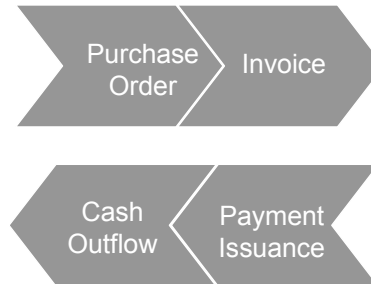 Purchase
Order
Invoice
Cash
Outflow
Payment
Issuance